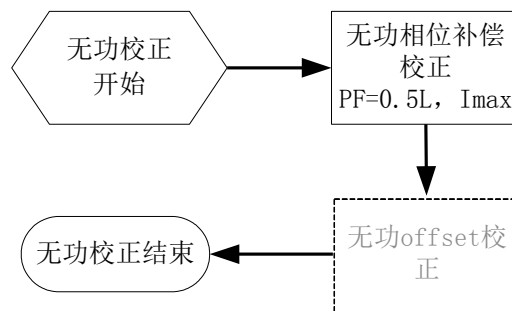 无功校正
开始
无功相位补偿
校正
PF=0.5L，Imax
无功offset校
正
无功校正结束